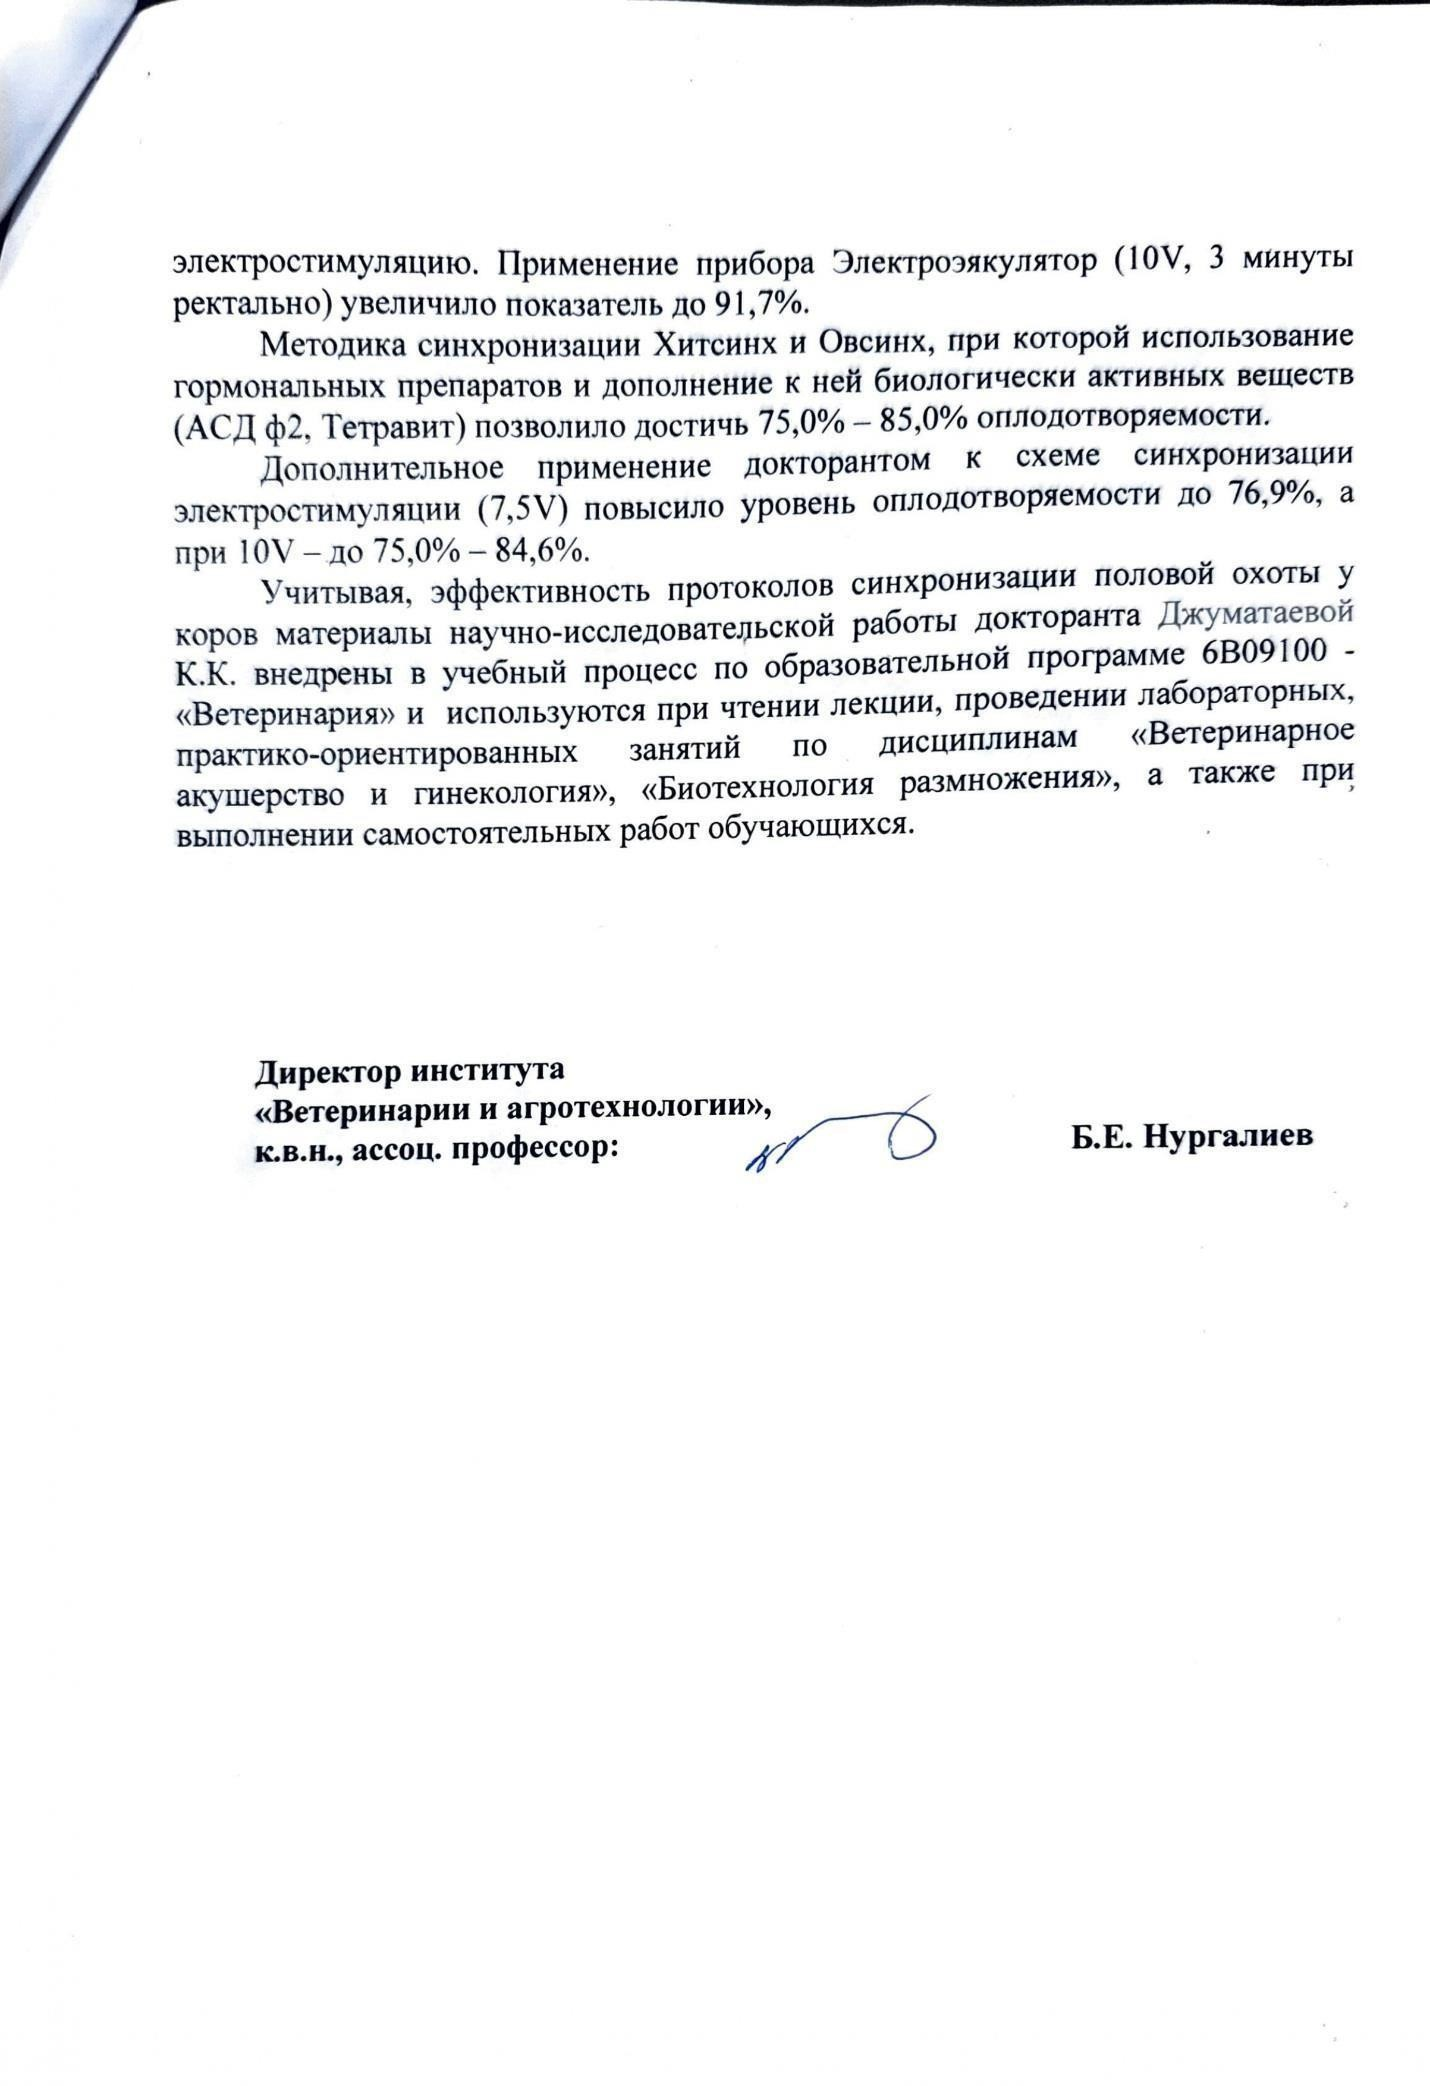 электростимуляцию. Применение прибора Электроэякулятор (10V, 3 минуты
ректально) увеличило показатель до 91,7%.
Методика синхронизации Хитсинх и Овсинх, при которой использование
гормональных препаратов и дополнение к ней биологически активных веществ
(АСД ф2, Тетравит) позволило достичь 75,0% – 85,0% оплодотворяемости.
Дополнительное применение докторантом к схеме синхронизации
электростимуляции (7,5V) повысило уровень оплодотворяемости до 76,9%, а
при 10V – до 75,0% – 84,6%.
Учитывая, эффективность протоколов синхронизации половой охоты у
коров материалы научно-исследовательской работы докторанта Джуматаевой
К.К. внедрены в учебный процесс по образовательной программе 6В09100 -
«Ветеринария» и используются при чтении лекции, проведении лабораторных,
практико-ориентированных занятий по дисциплинам «Ветеринарное
акушерство и гинекология», «Биотехнология размножения», а также при
выполнении самостоятельных работ обучающихся.
Директор института
«Ветеринарии и агротехнологии»,
к.в.н., ассоц. профессор: Б.Е. Нургалиев